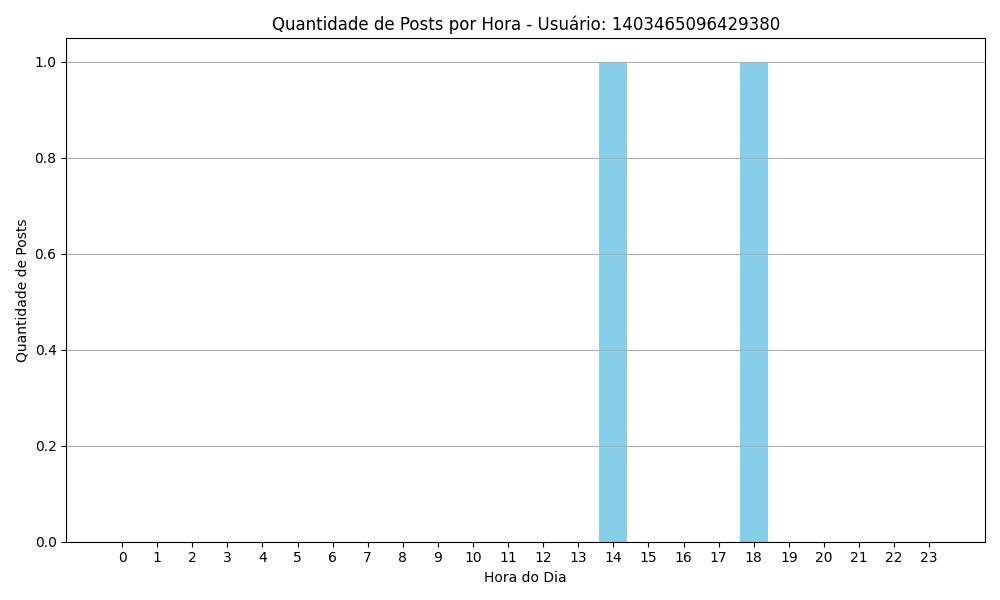 Quantidade de Posts por Hora - Usuário: 1403465096429380
Quantidade de Posts
1.0
0.8
0.6
0.4
0.2
0.0
0 1 2 3 4 5 6 7 8 9 10 11 12 13 14 15 16 17 18 19 20 21 22 23
Hora do Dia